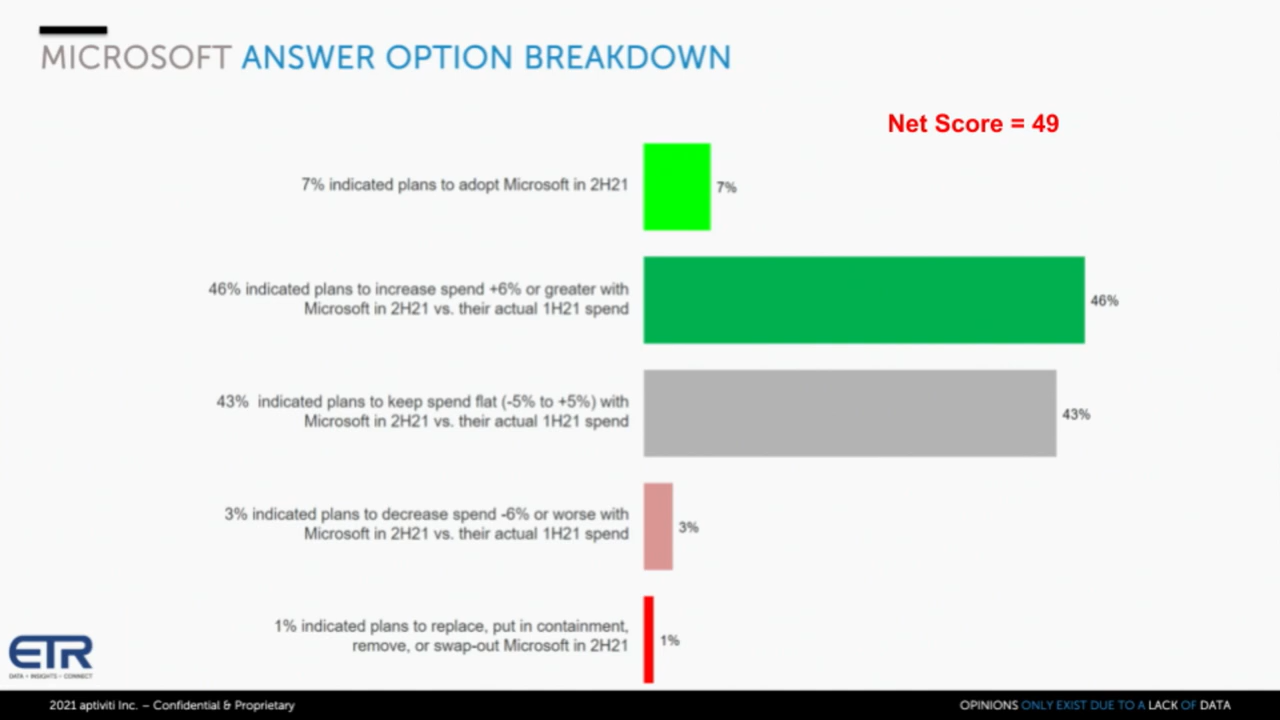 MICROSOFT ANSWER OPTION BREAKDOWN
Net Score = 49
7% indicated plans to adopt Microsoft in 2H21
7%
46% indicated plans to increase spend +6% or greater with
Microsoft in 2H21 vs. their actual 1H21 spend
46%
43% indicated plans to keep spend flat (-5% to +5%) with
Microsoft in 2H21 vs. their actual 1H21 spend
43%
3% indicated plans to decrease spend -6% or worse with
Microsoft in 2H21 vs. their actual 1H21 spend
3%
1% indicated plans to replace, put in containment,
remove, or swap-out Microsoft in 2H21
1%
ETR
DATA • INSIGHTS • CONNECT
2021 aptiviti Inc. – Confidential & Proprietary
OPINIONS ONLY EXIST DUE TO A LACK OF DATA